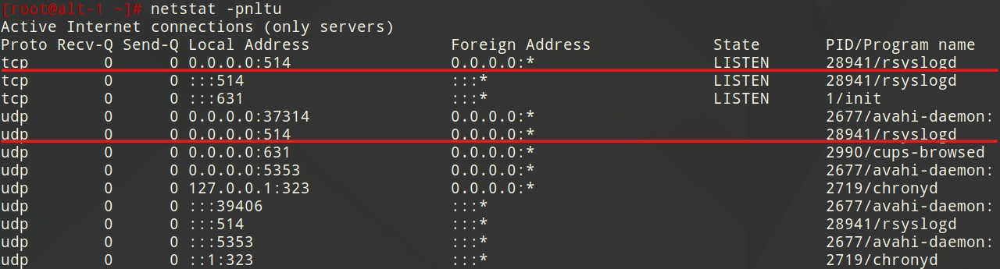 [root@alt-1 ~]# netstat -pnltu
Active Internet connections (only servers)
Proto Recv-Q Send-Q Local Address               Foreign Address             State       PID/Program name
tcp        0      0 0.0.0.0:514                 0.0.0.0:*                   LISTEN      28941/rsyslogd
tcp        0      0 :::514                      :::*                        LISTEN      28941/rsyslogd
tcp        0      0 :::631                      :::*                        LISTEN      1/init
udp        0      0 0.0.0.0:37314               0.0.0.0:*                               2677/avahi-daemon:
udp        0      0 0.0.0.0:514                 0.0.0.0:*                               28941/rsyslogd
udp        0      0 0.0.0.0:631                 0.0.0.0:*                               2990/cups-browsed
udp        0      0 0.0.0.0:5353                0.0.0.0:*                               2677/avahi-daemon:
udp        0      0 127.0.0.1:323               0.0.0.0:*                               2719/chronyd
udp        0      0 :::39406                    :::*                                    2677/avahi-daemon:
udp        0      0 :::514                      :::*                                    28941/rsyslogd
udp        0      0 :::5353                     :::*                                    2677/avahi-daemon:
udp        0      0 ::1:323                     :::*                                    2719/chronyd